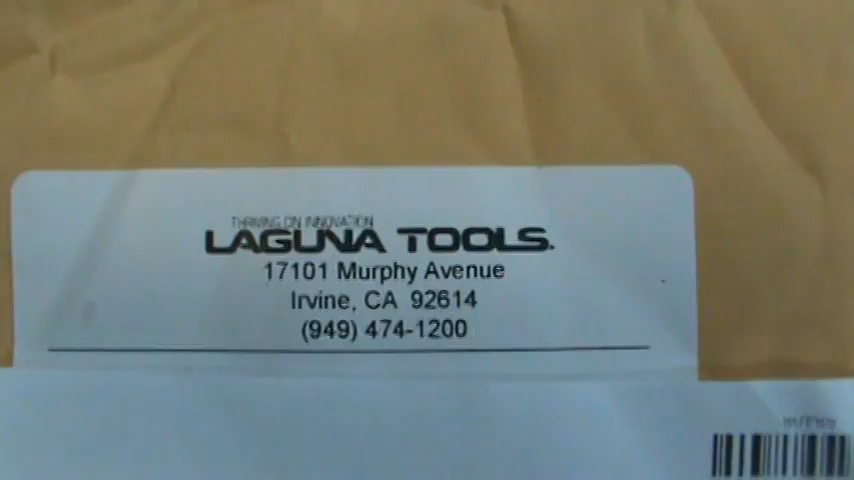 THRIVING ON INNOVATION
LAGUNA TOOLS.
17101 Murphy Avenue
Irvine, CA 92614
(949) 474-1200